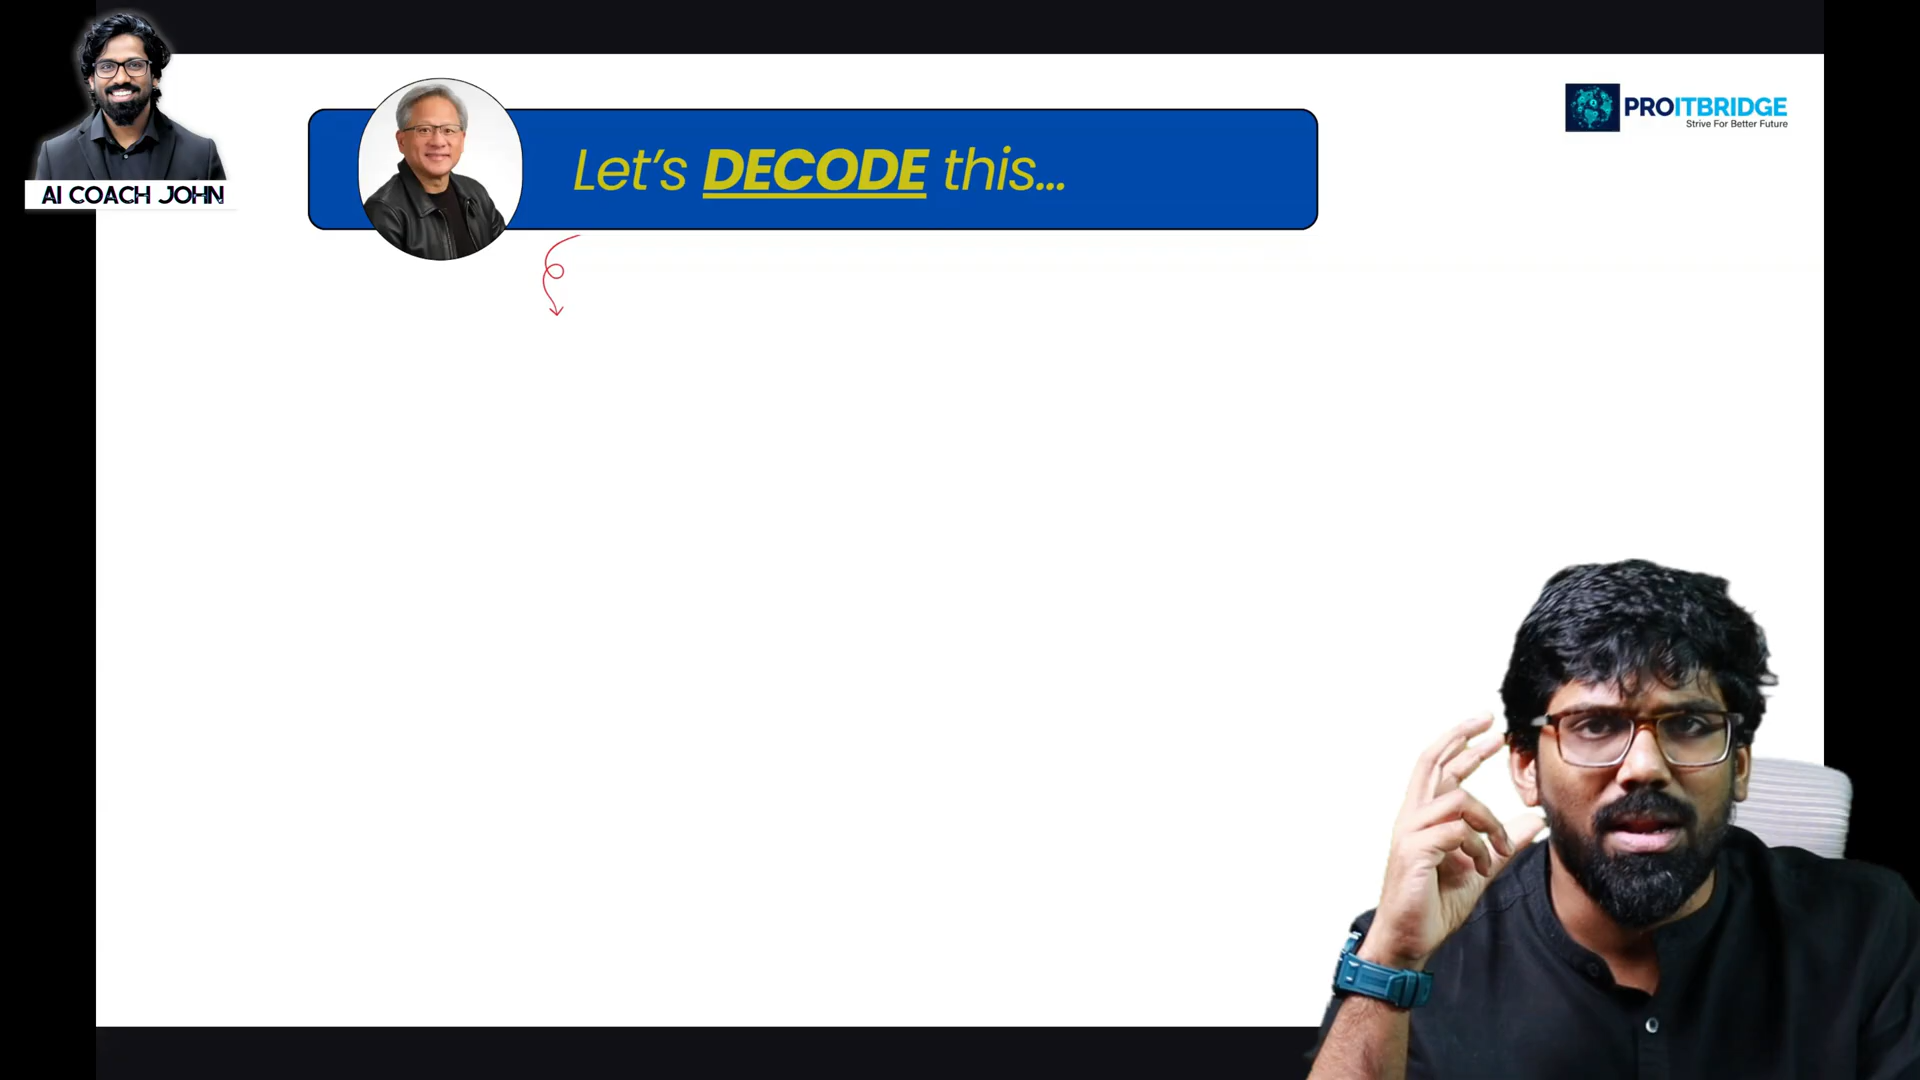 AI COACH JOHN
Let's DECODE this...
PROITBRIDGE
Strive For Better Future